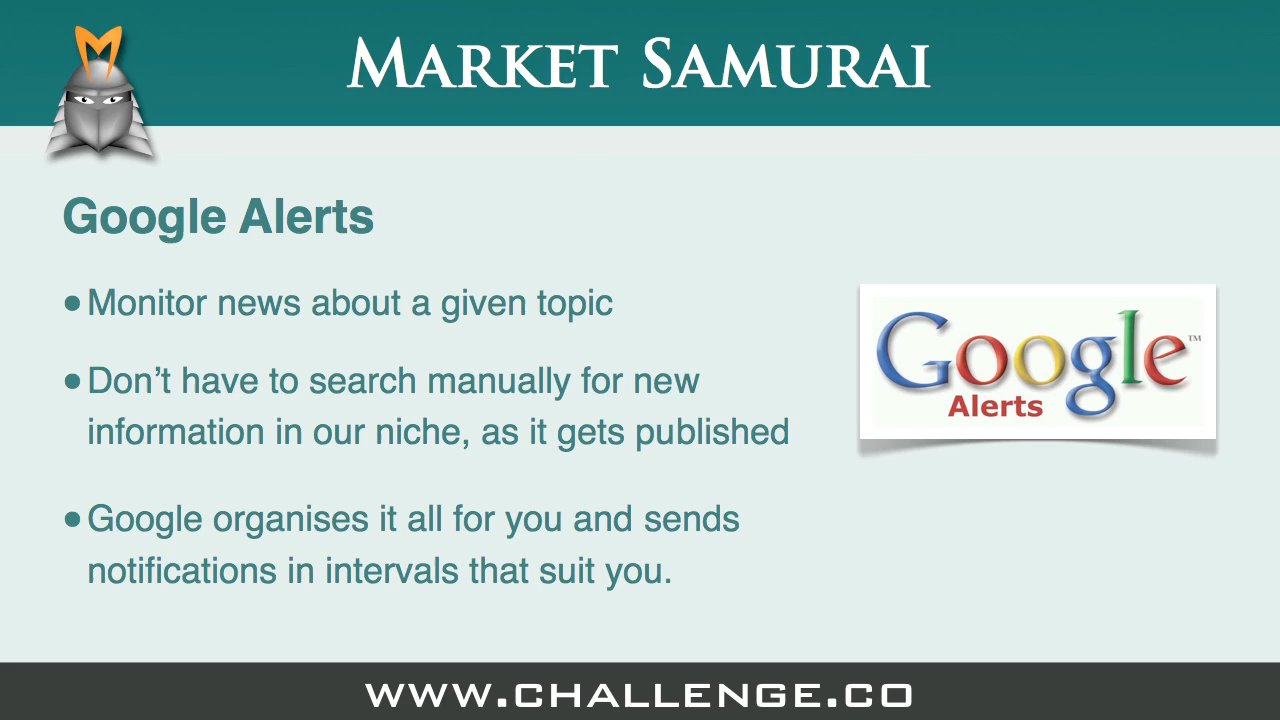 MARKET SAMURAI
Google Alerts
•Monitor news about a given topic
•Don’t have to search manually for new
information in our niche, as it gets published
Google™
Alerts
•Google organises it all for you and sends
notifications in intervals that suit you.
WWW.CHALLENGE.CO